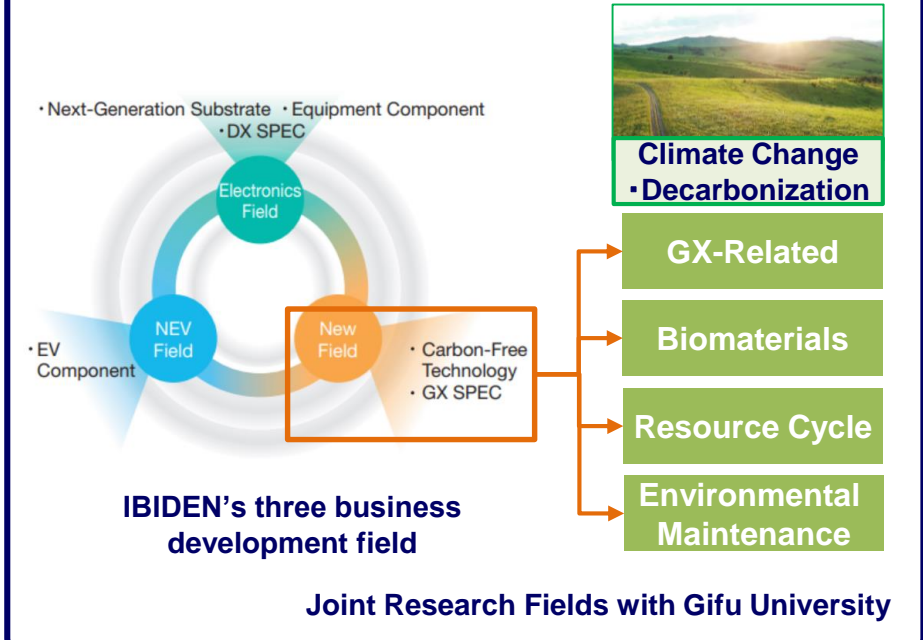 ・Next-Generation Substrate ・Equipment Component
・DX SPEC
Electronics
Field
NEV
Field
New
Field
・EV
Component
・Carbon-Free
Technology
・GX SPEC
IBIDEN's three business
development field
Climate Change
・Decarbonization
GX-Related
Biomaterials
Resource Cycle
Environmental
Maintenance
Joint Research Fields with Gifu University